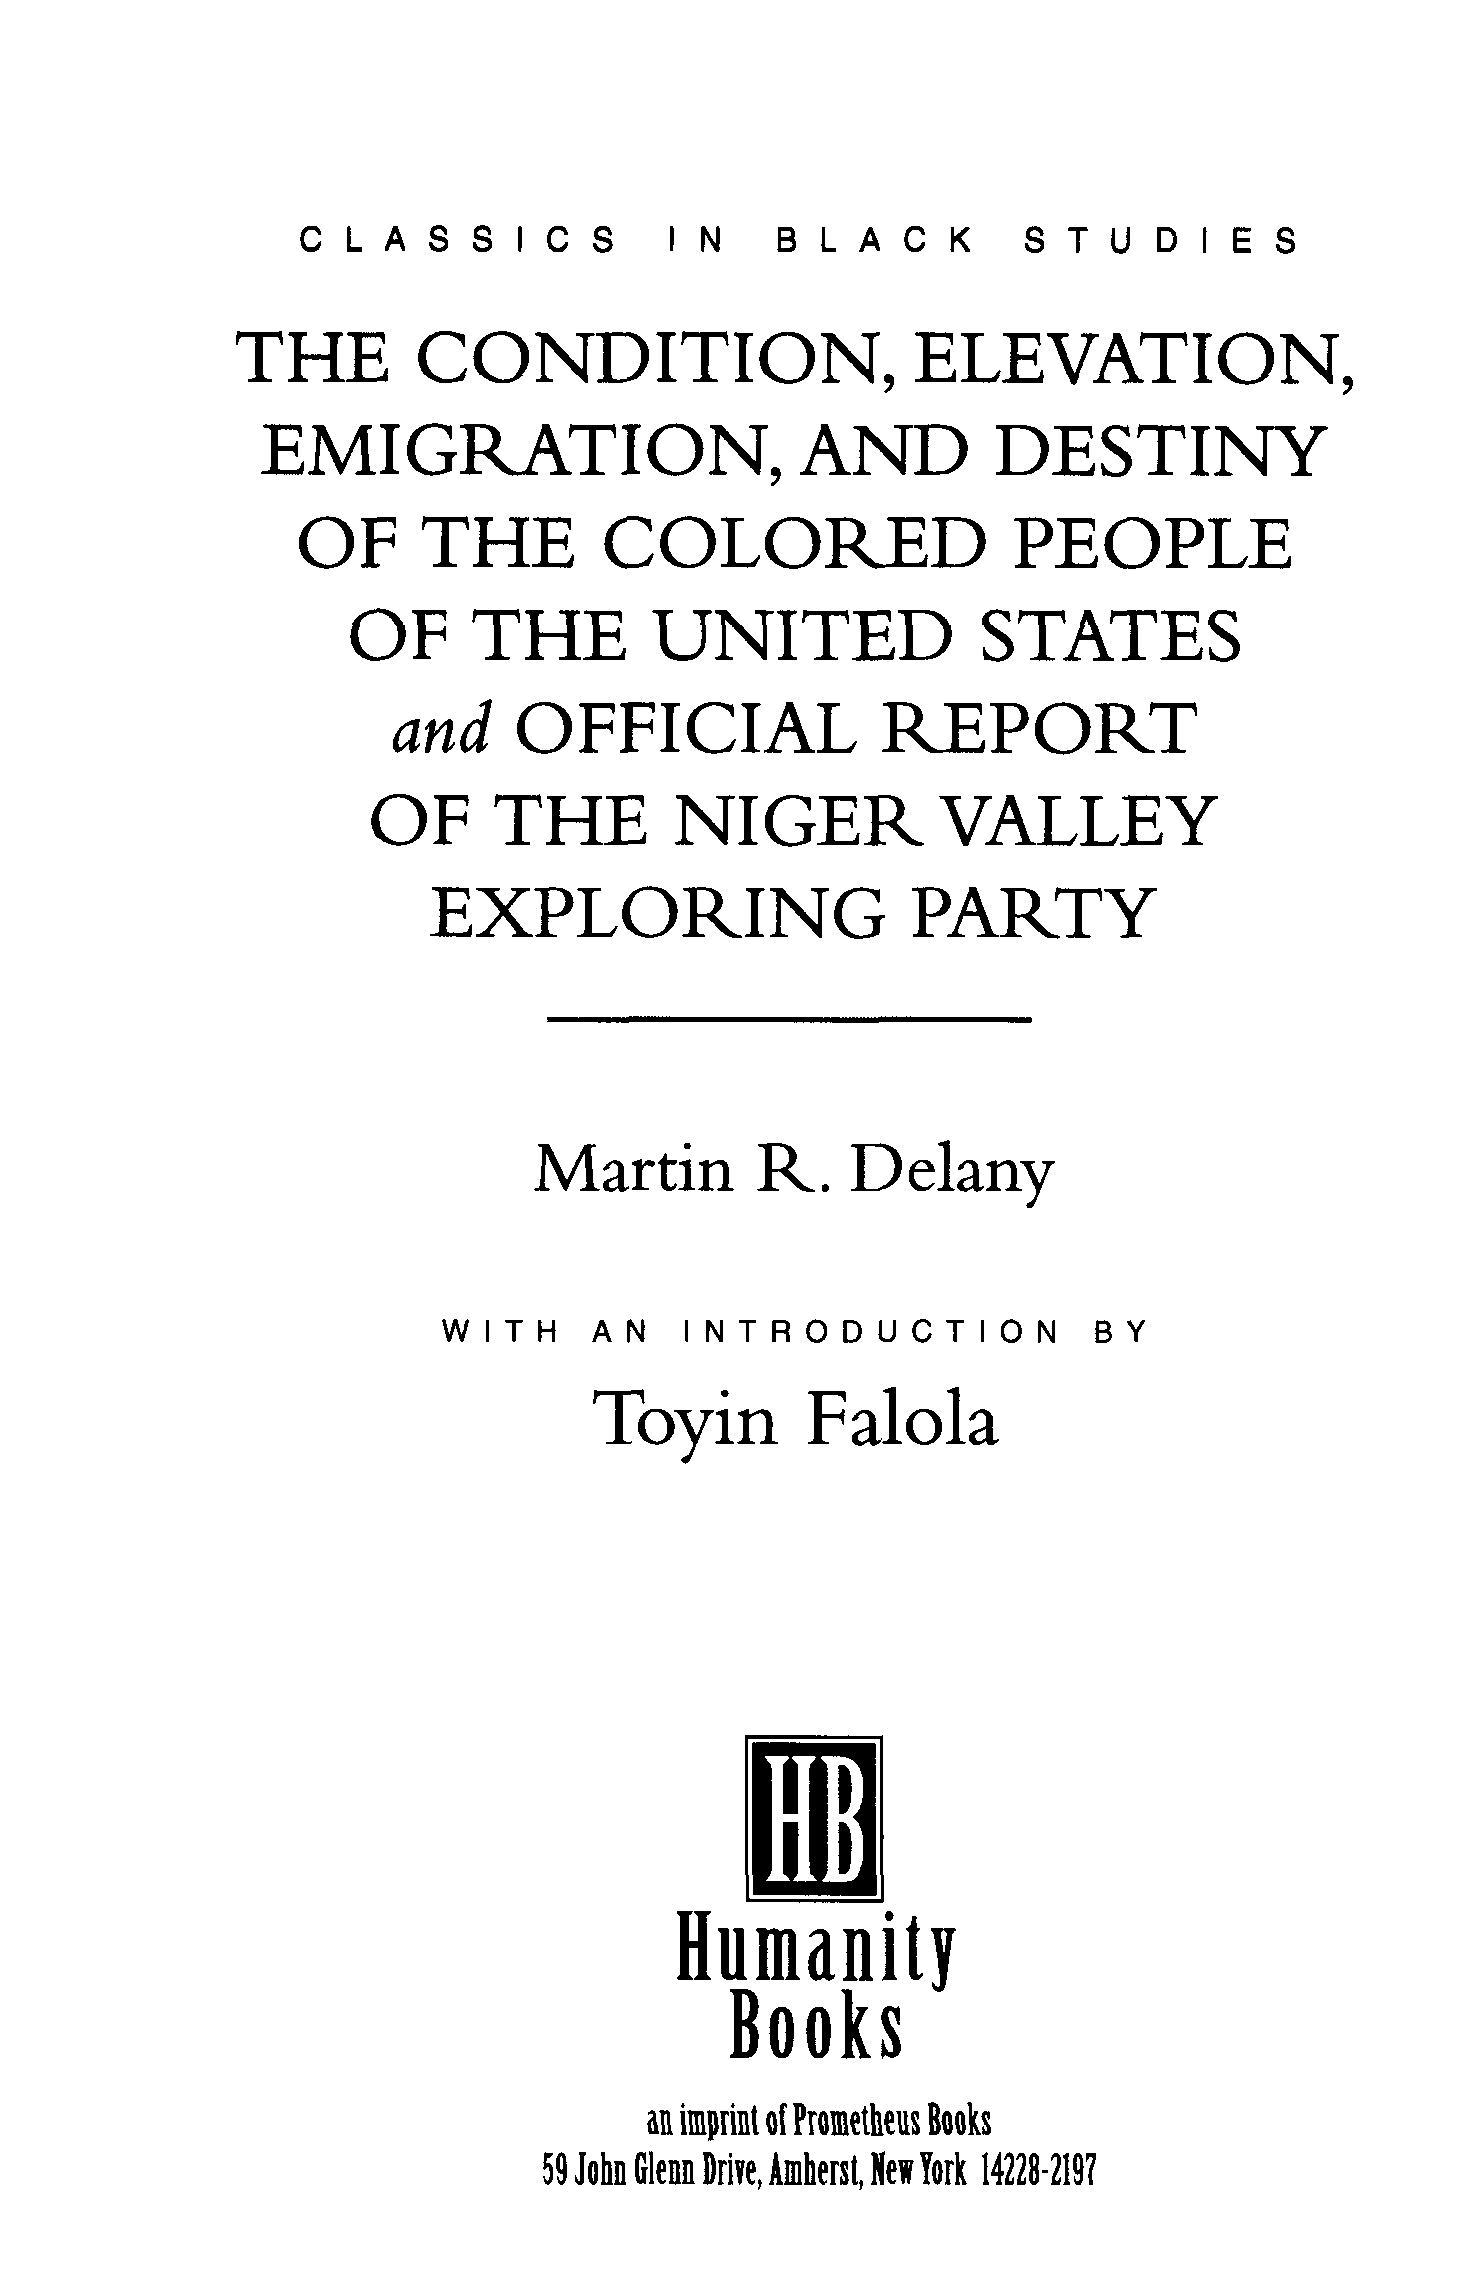 CLASSICS IN BLACK STUDIES
THE CONDITION, ELEVATION,
EMIGRATION, AND DESTINY
OF THE COLORED PEOPLE
OF THE UNITED STATES
and OFFICIAL REPORT
OF THE NIGER VALLEY
EXPLORING PARTY
Martin R. Delany
WITH AN INTRODUCTION BY
Toyin Falola
HB
Humanity
Books
an imprint of Prometheus Books
59 John Glenn Drive, Amherst, New York 14228-2197